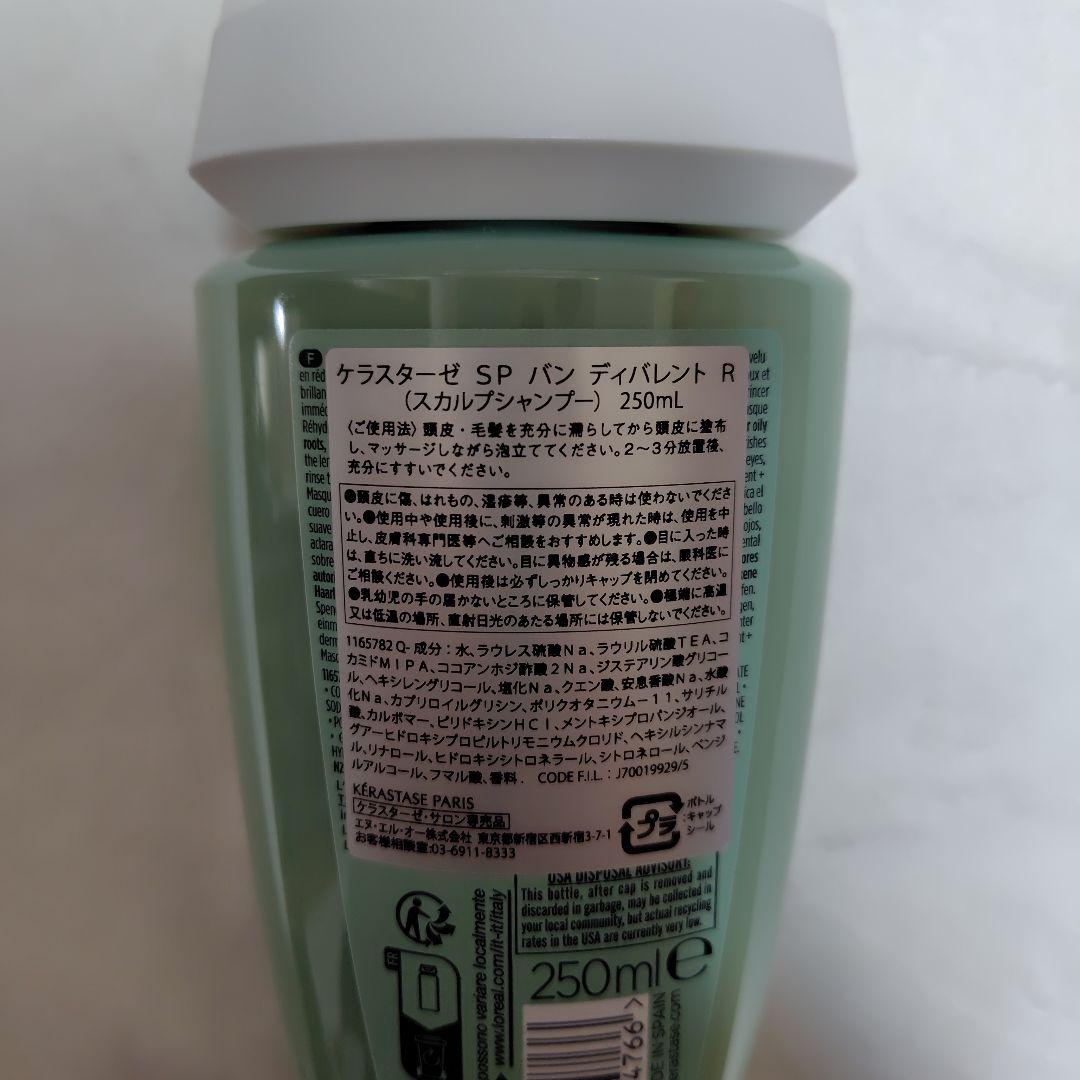 F
ケラスターゼ SP バン ディバレント R
(スカルプシャンプー) 250mL
〈ご使用法〉頭皮・毛髪を充分に濡らしてから頭皮に塗布
し、マッサージしながら泡立ててください。2〜3分放置後、
充分にすすいでください。
●頭皮に傷、はれもの、湿疹等、異常のある時は使わないでくださ
い。●使用中や使用後に、刺激等の異常が現れた時は、使用を中
止し、皮膚科専門医等へご相談をおすすめします。●目に入った時
は、直ちに洗い流してください。目に異物感が残る場合は、眼科医に
ご相談ください。●使用後は必ずしっかりキャップを閉めてください。
●乳幼児の手の届かないところに保管してください。●極端に高温
又は低温の場所、直射日光のあたる場所には保管しないでください。
1165782 Q- 成分：水、ラウレス硫酸Na、ラウリル硫酸TEA、コ
カミドMIPA、ココアンホジ酢酸2Na、ジステアリン酸グリコー
ル、ヘキシレングリコール、塩化Na、クエン酸、安息香酸Na、水酸
化Na、カプリロイルグリシン、ポリクオタニウム-11、サリチル
酸、カルボマー、ピリドキシンHCl、メントキシプロパンジオール、
グアーヒドロキシプロピルトリモニウムクロリド、ヘキシルシンナマ
ル、リナロール、ヒドロキシシトロネラール、シトロネロール、ベンジ
ルアルコール、フマル酸、香料. CODE F.I.L. : J70019929/5
KÉRASTASE PARIS
ケラスターゼ・サロン専売品
エヌ・エル・オー株式会社 東京都新宿区西新宿3-7-1
お客様相談室:03-6911-8333
プラ
ボトル
キャップ
シール
USA DISPOSAL ADVISORY:
This bottle, after cap is removed and
discarded in garbage, may be collected in
your local community, but actual recycling
rates in the USA are currently very low.
250ml e
FR
possono variare localmente
www.loreal.com/it-it/italy
4766 >
DE IN SPAIN
erastase.com